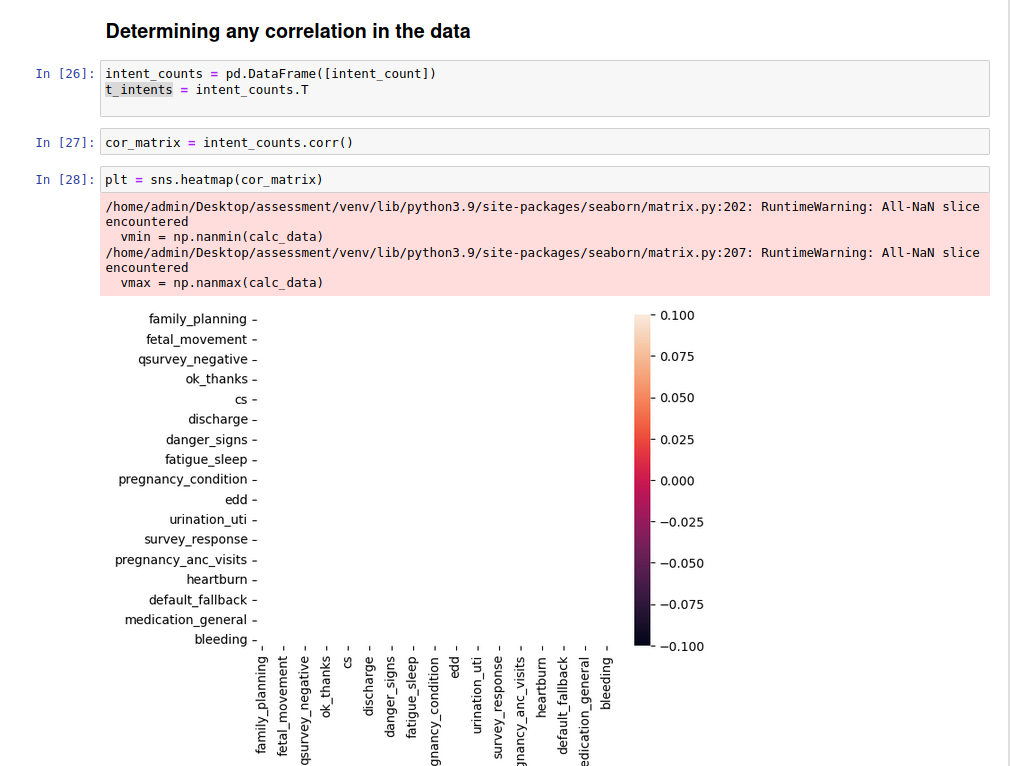 Determining any correlation in the data
In [26]: intent_counts = pd.DataFrame([intent_count])
t_intents = intent_counts.T
In [27]: cor_matrix = intent_counts.corr()
In [28]: plt = sns.heatmap(cor_matrix)
/home/admin/Desktop/assessment/venv/lib/python3.9/site-packages/seaborn/matrix.py:202: RuntimeWarning: All-NaN slice
encountered
  vmin = np.nanmin(calc_data)
/home/admin/Desktop/assessment/venv/lib/python3.9/site-packages/seaborn/matrix.py:207: RuntimeWarning: All-NaN slice
encountered
  vmax = np.nanmax(calc_data)
family_planning
fetal_movement
qsurvey_negative
ok_thanks
cs
discharge
danger_signs
fatigue_sleep
pregnancy_condition
edd
urination_uti
survey_response
pregnancy_anc_visits
heartburn
default_fallback
medication_general
bleeding
0.100
0.075
0.050
0.025
0.000
−0.025
−0.050
−0.075
−0.100
family_planning
fetal_movement
qsurvey_negative
ok_thanks
cs
discharge
danger_signs
fatigue_sleep
gnancy_condition
edd
urination_uti
survey_response
gnancy_anc_visits
heartburn
default_fallback
edication_general
bleeding